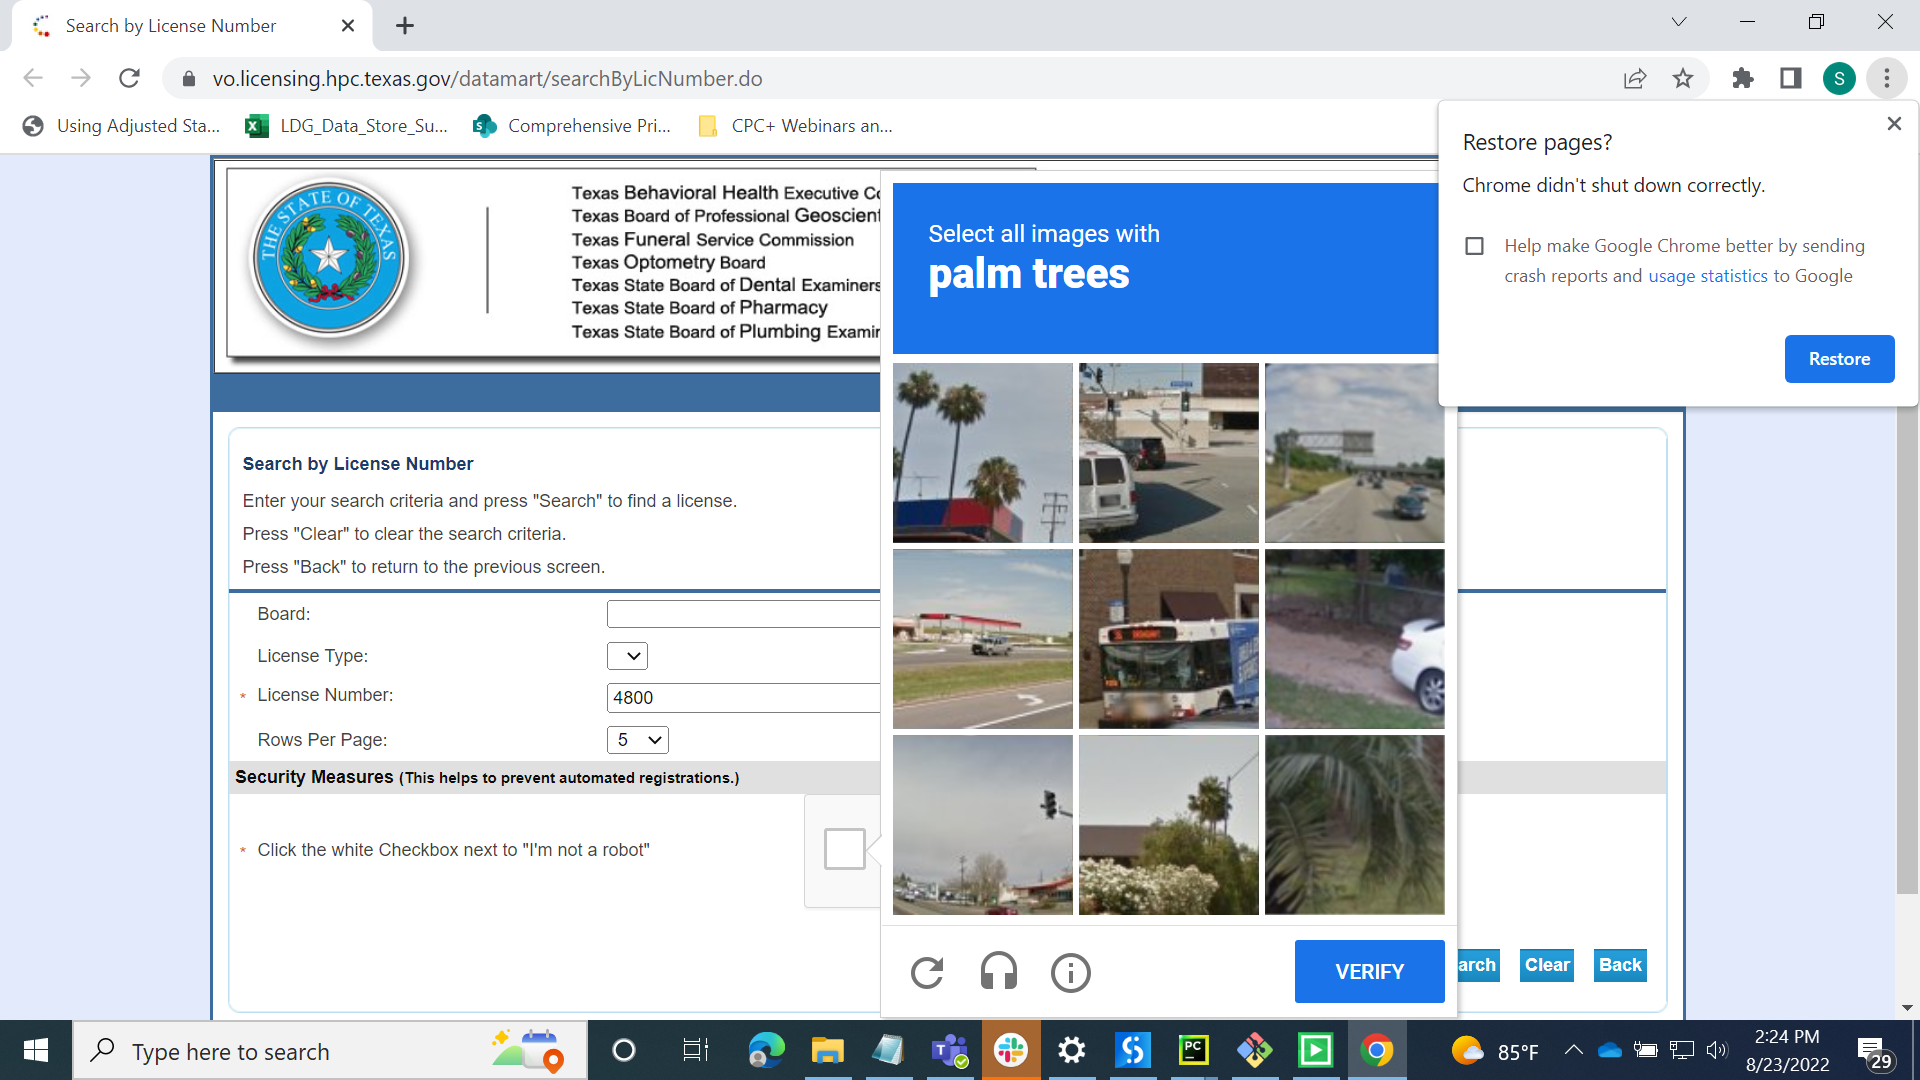 Search by License Number
vo.licensing.hpc.texas.gov/datamart/searchByLicNumber.do
S
Using Adjusted Sta...
LDG_Data_Store_Su...
Comprehensive Pri...
CPC+ Webinars an...
Restore pages?
Chrome didn't shut down correctly.
Help make Google Chrome better by sending
crash reports and usage statistics to Google
Restore
THE STATE OF TEXAS
Texas Behavioral Health Executive Co
Texas Board of Professional Geoscient
Texas Funeral Service Commission
Texas Optometry Board
Texas State Board of Dental Examiners
Texas State Board of Pharmacy
Texas State Board of Plumbing Examin
Select all images with
palm trees
Search by License Number
Enter your search criteria and press "Search" to find a license.
Press "Clear" to clear the search criteria.
Press "Back" to return to the previous screen.
Board:
License Type:
* License Number:
4800
Rows Per Page:
5
Security Measures (This helps to prevent automated registrations.)
* Click the white Checkbox next to "I'm not a robot"
VERIFY
arch
Clear
Back
Type here to search
PC
85°F
2:24 PM
8/23/2022
29